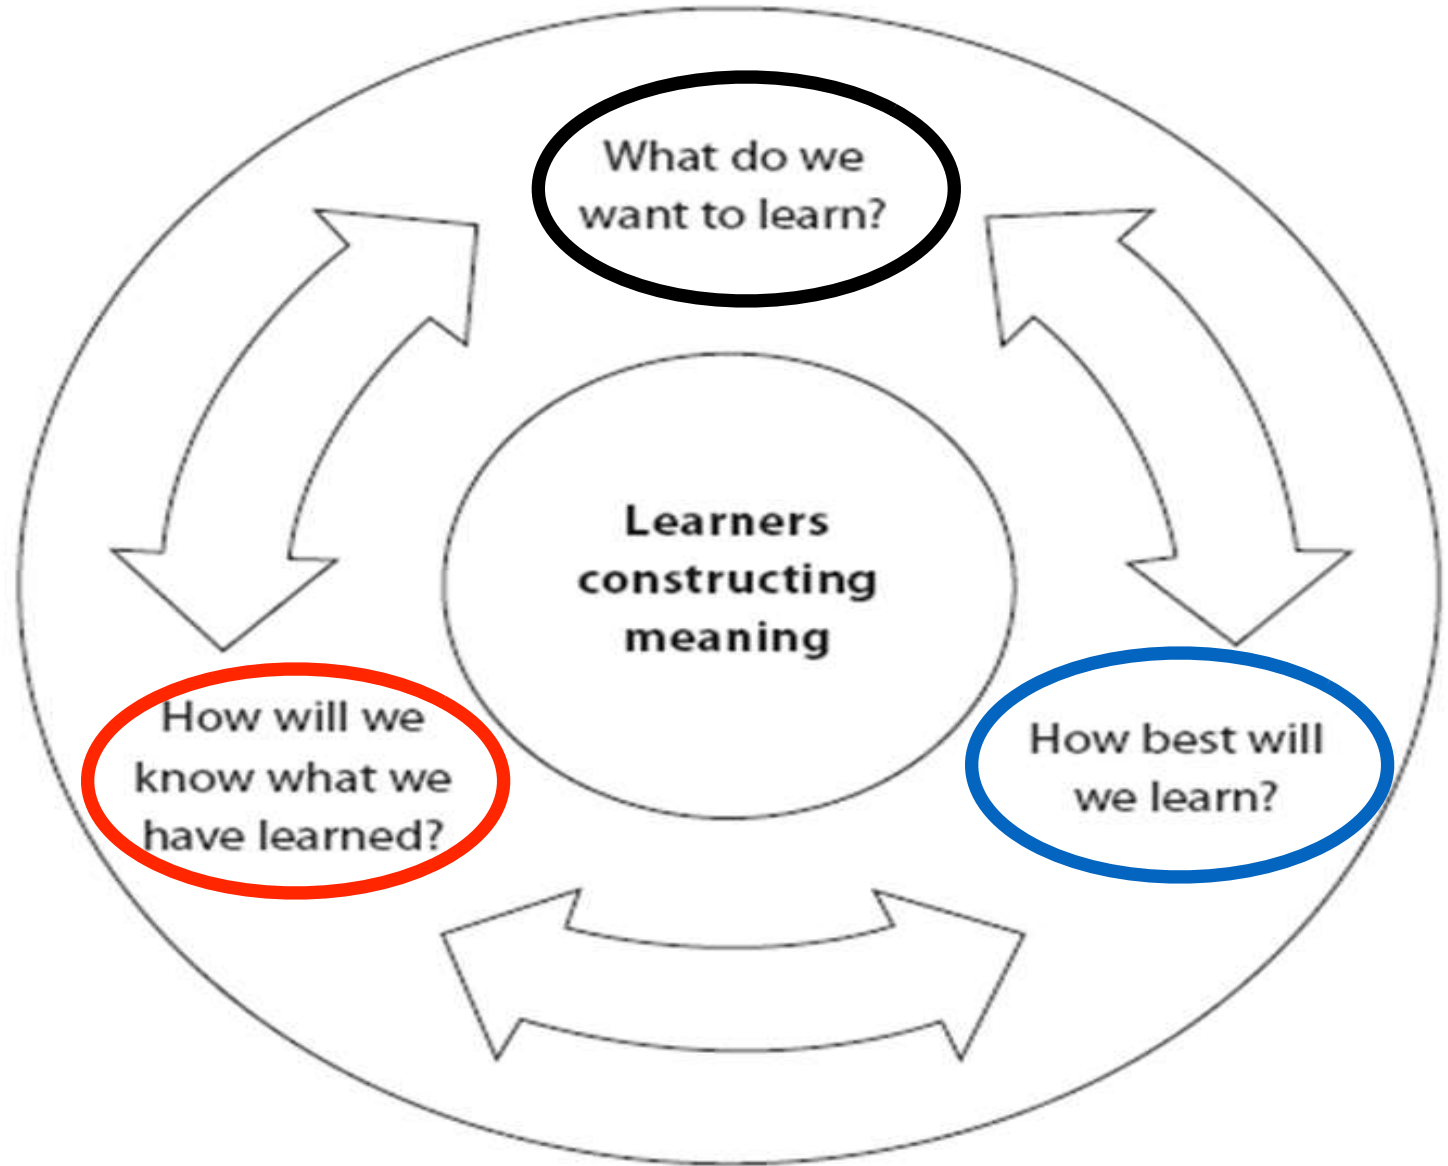 What do we
want to learn?
Learners
constructing
meaning
How will we
know what we
have learned?
How best will
we learn?